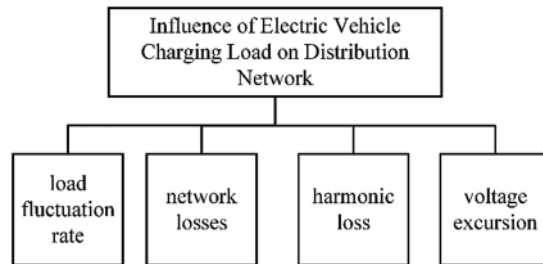 Influence of Electric Vehicle
Charging Load on Distribution
Network
load
fluctuation
rate
network
losses
harmonic
loss
voltage
excursion